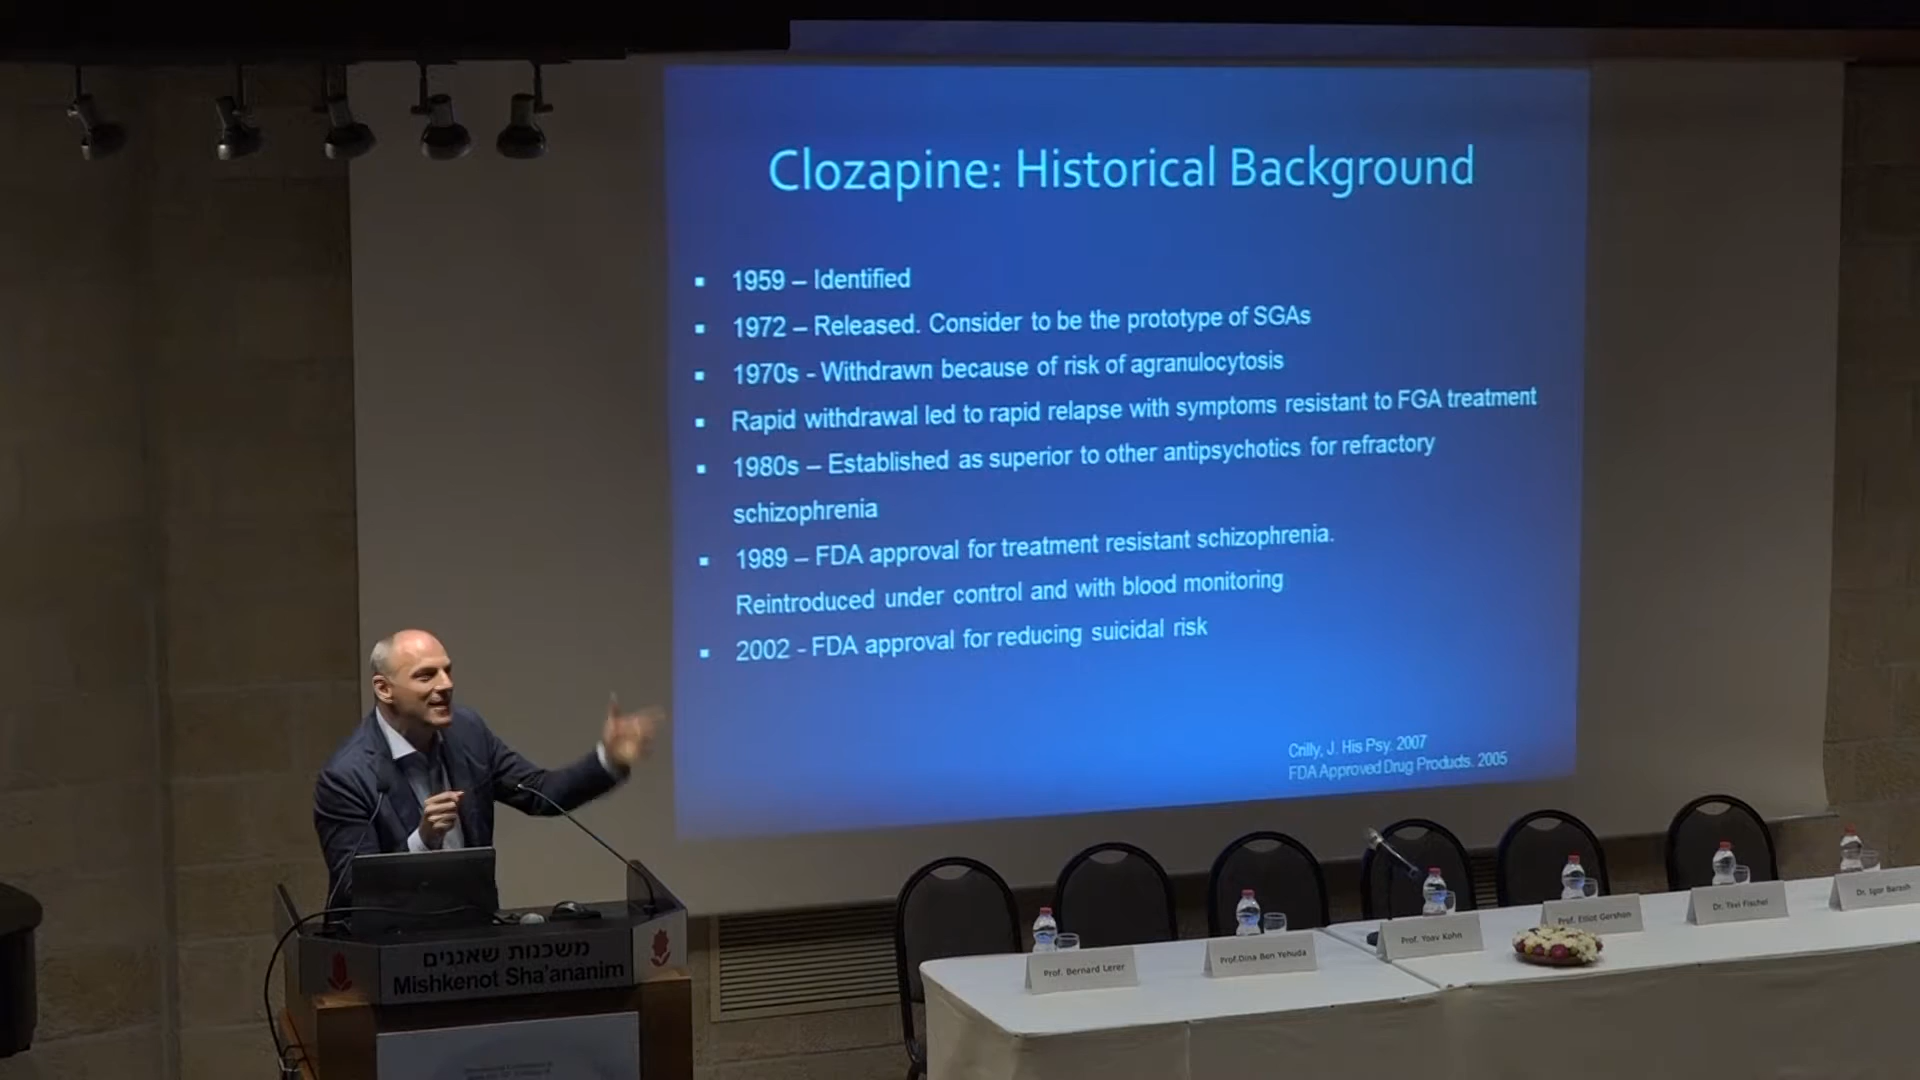 Clozapine: Historical Background
▪ 1959 – Identified
▪ 1972 – Released. Consider to be the prototype of SGAs
▪ 1970s - Withdrawn because of risk of agranulocytosis
▪ Rapid withdrawal led to rapid relapse with symptoms resistant to FGA treatment
▪ 1980s – Established as superior to other antipsychotics for refractory
schizophrenia
▪ 1989 – FDA approval for treatment resistant schizophrenia.
Reintroduced under control and with blood monitoring
▪ 2002 - FDA approval for reducing suicidal risk
Crilly, J. His Psy. 2007
FDA Approved Drug Products. 2005
משכנות שאננים
Mishkenot Sha'ananim
Prof. Bernard Lerer
Prof.Dina Ben Yehuda
Prof. Yoav Kohn
Prof. Elliot Gershon
Dr. Tzvi Fischel
Dr. Igor Barash